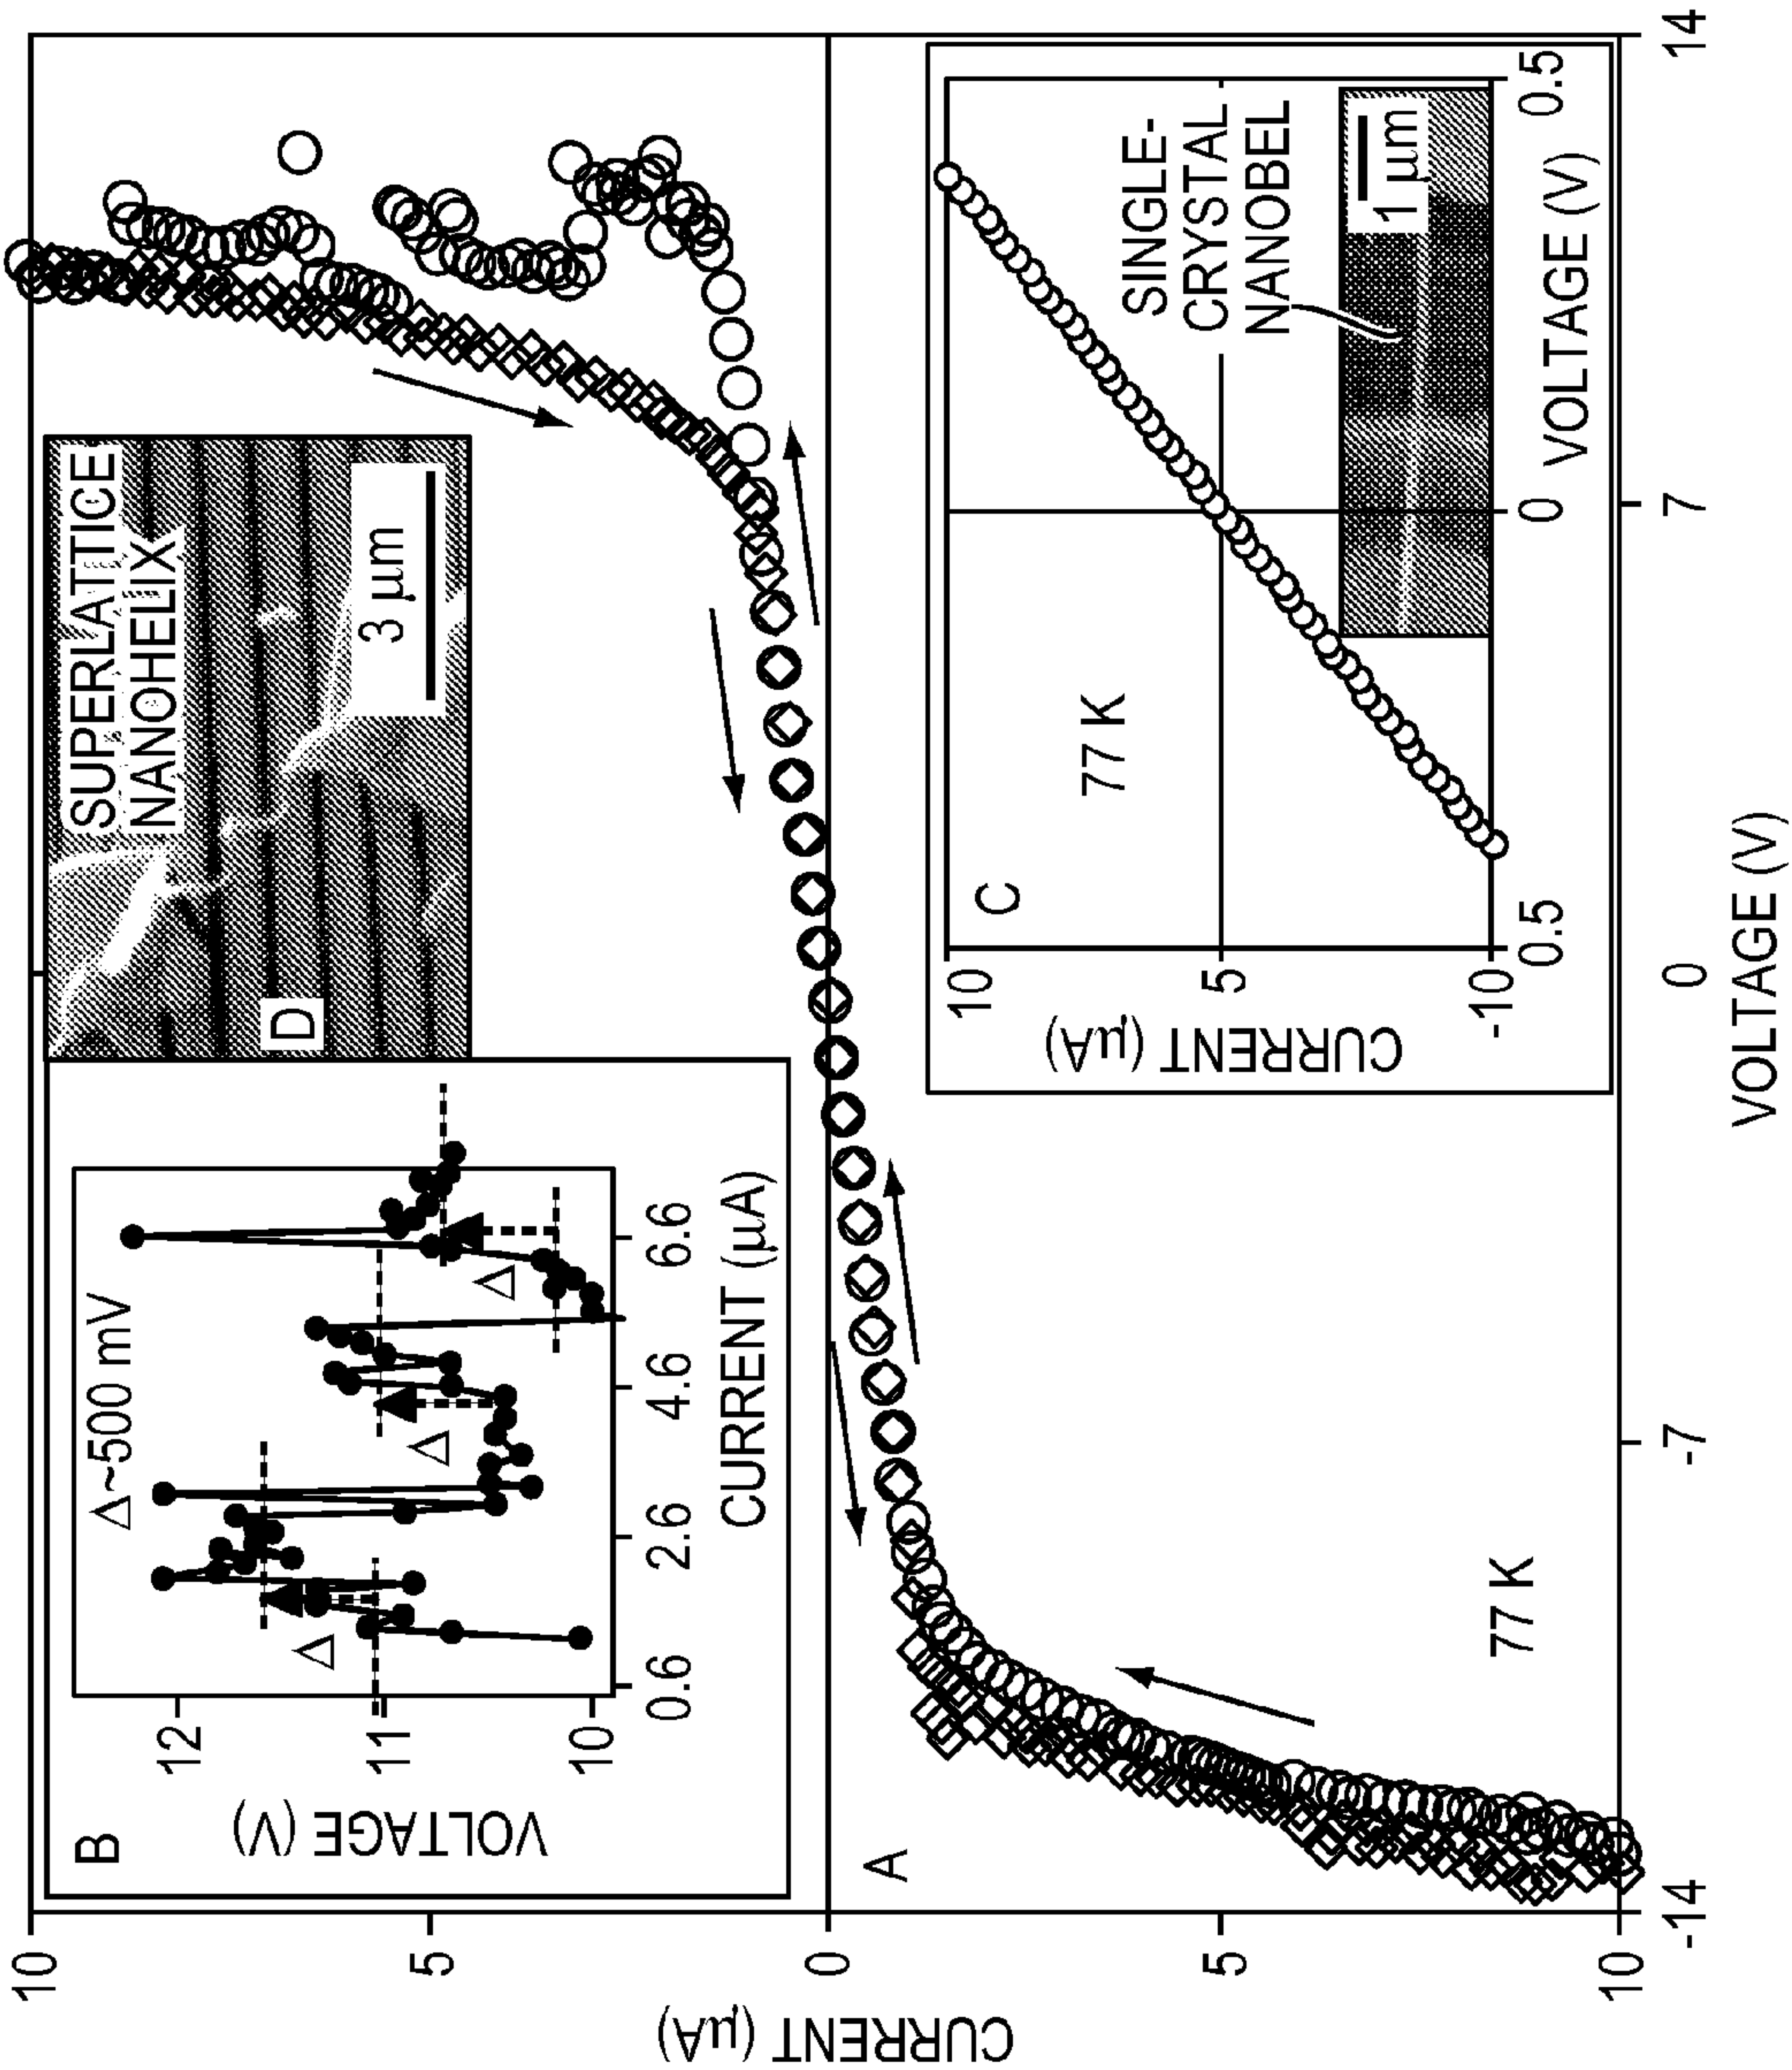 10
5
0
5
10
CURRENT (µA)
-14
-7
0
7
14
VOLTAGE (V)
A
77 K
B
△~500 mV
△
△
△
12
11
10
VOLTAGE (V)
0.6
2.6
4.6
6.6
CURRENT (µA)
D
SUPERLATTICE
NANOHELIX
3 µm
C
77 K
10
5
-10
CURRENT (µA)
0.5
0
0.5
VOLTAGE (V)
SINGLE-
CRYSTAL
NANOBEL
1 µm